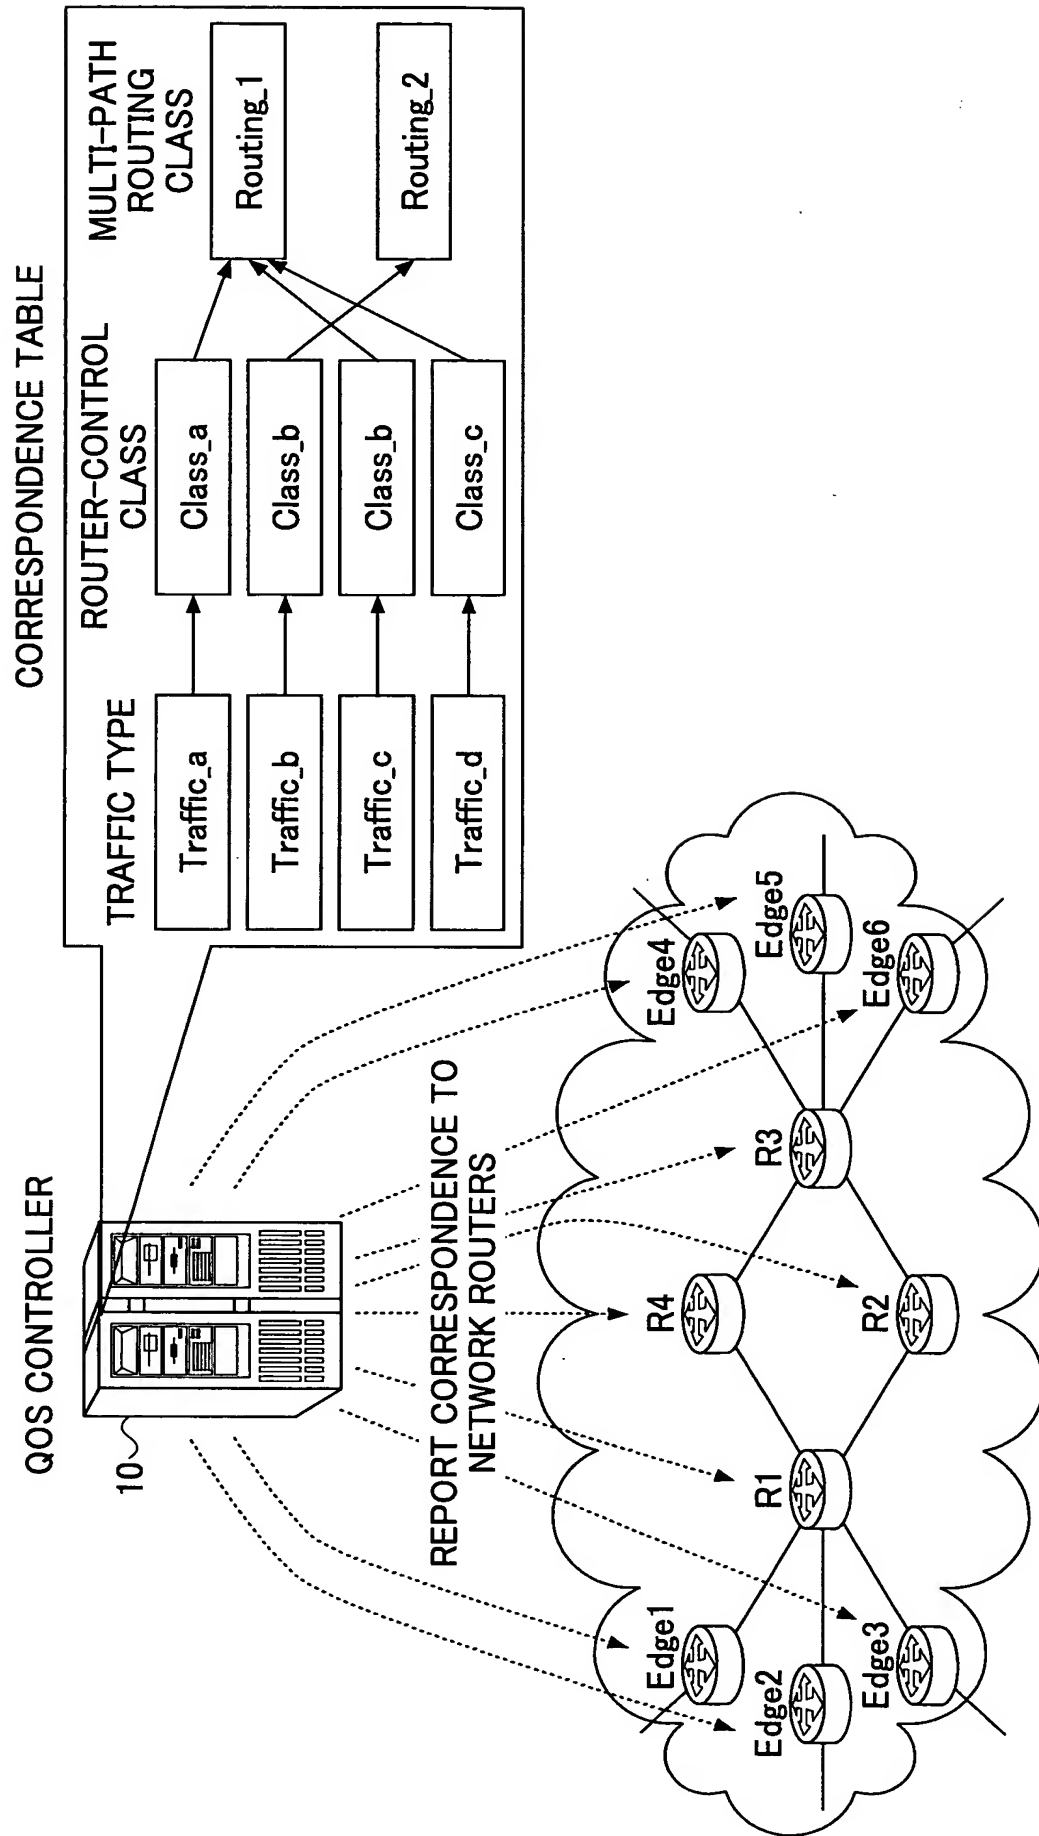 CORRESPONDENCE TABLE
QOS CONTROLLER
10
TRAFFIC TYPE
ROUTER-CONTROL
CLASS
MULTI-PATH
ROUTING
CLASS
Traffic_a
Class_a
Routing_1
Traffic_b
Class_b
Traffic_c
Class_b
Routing_2
Traffic_d
Class_c
REPORT CORRESPONDENCE TO
NETWORK ROUTERS
Edge1
R4
Edge4
Edge2
R1
R3
Edge5
Edge3
R2
Edge6